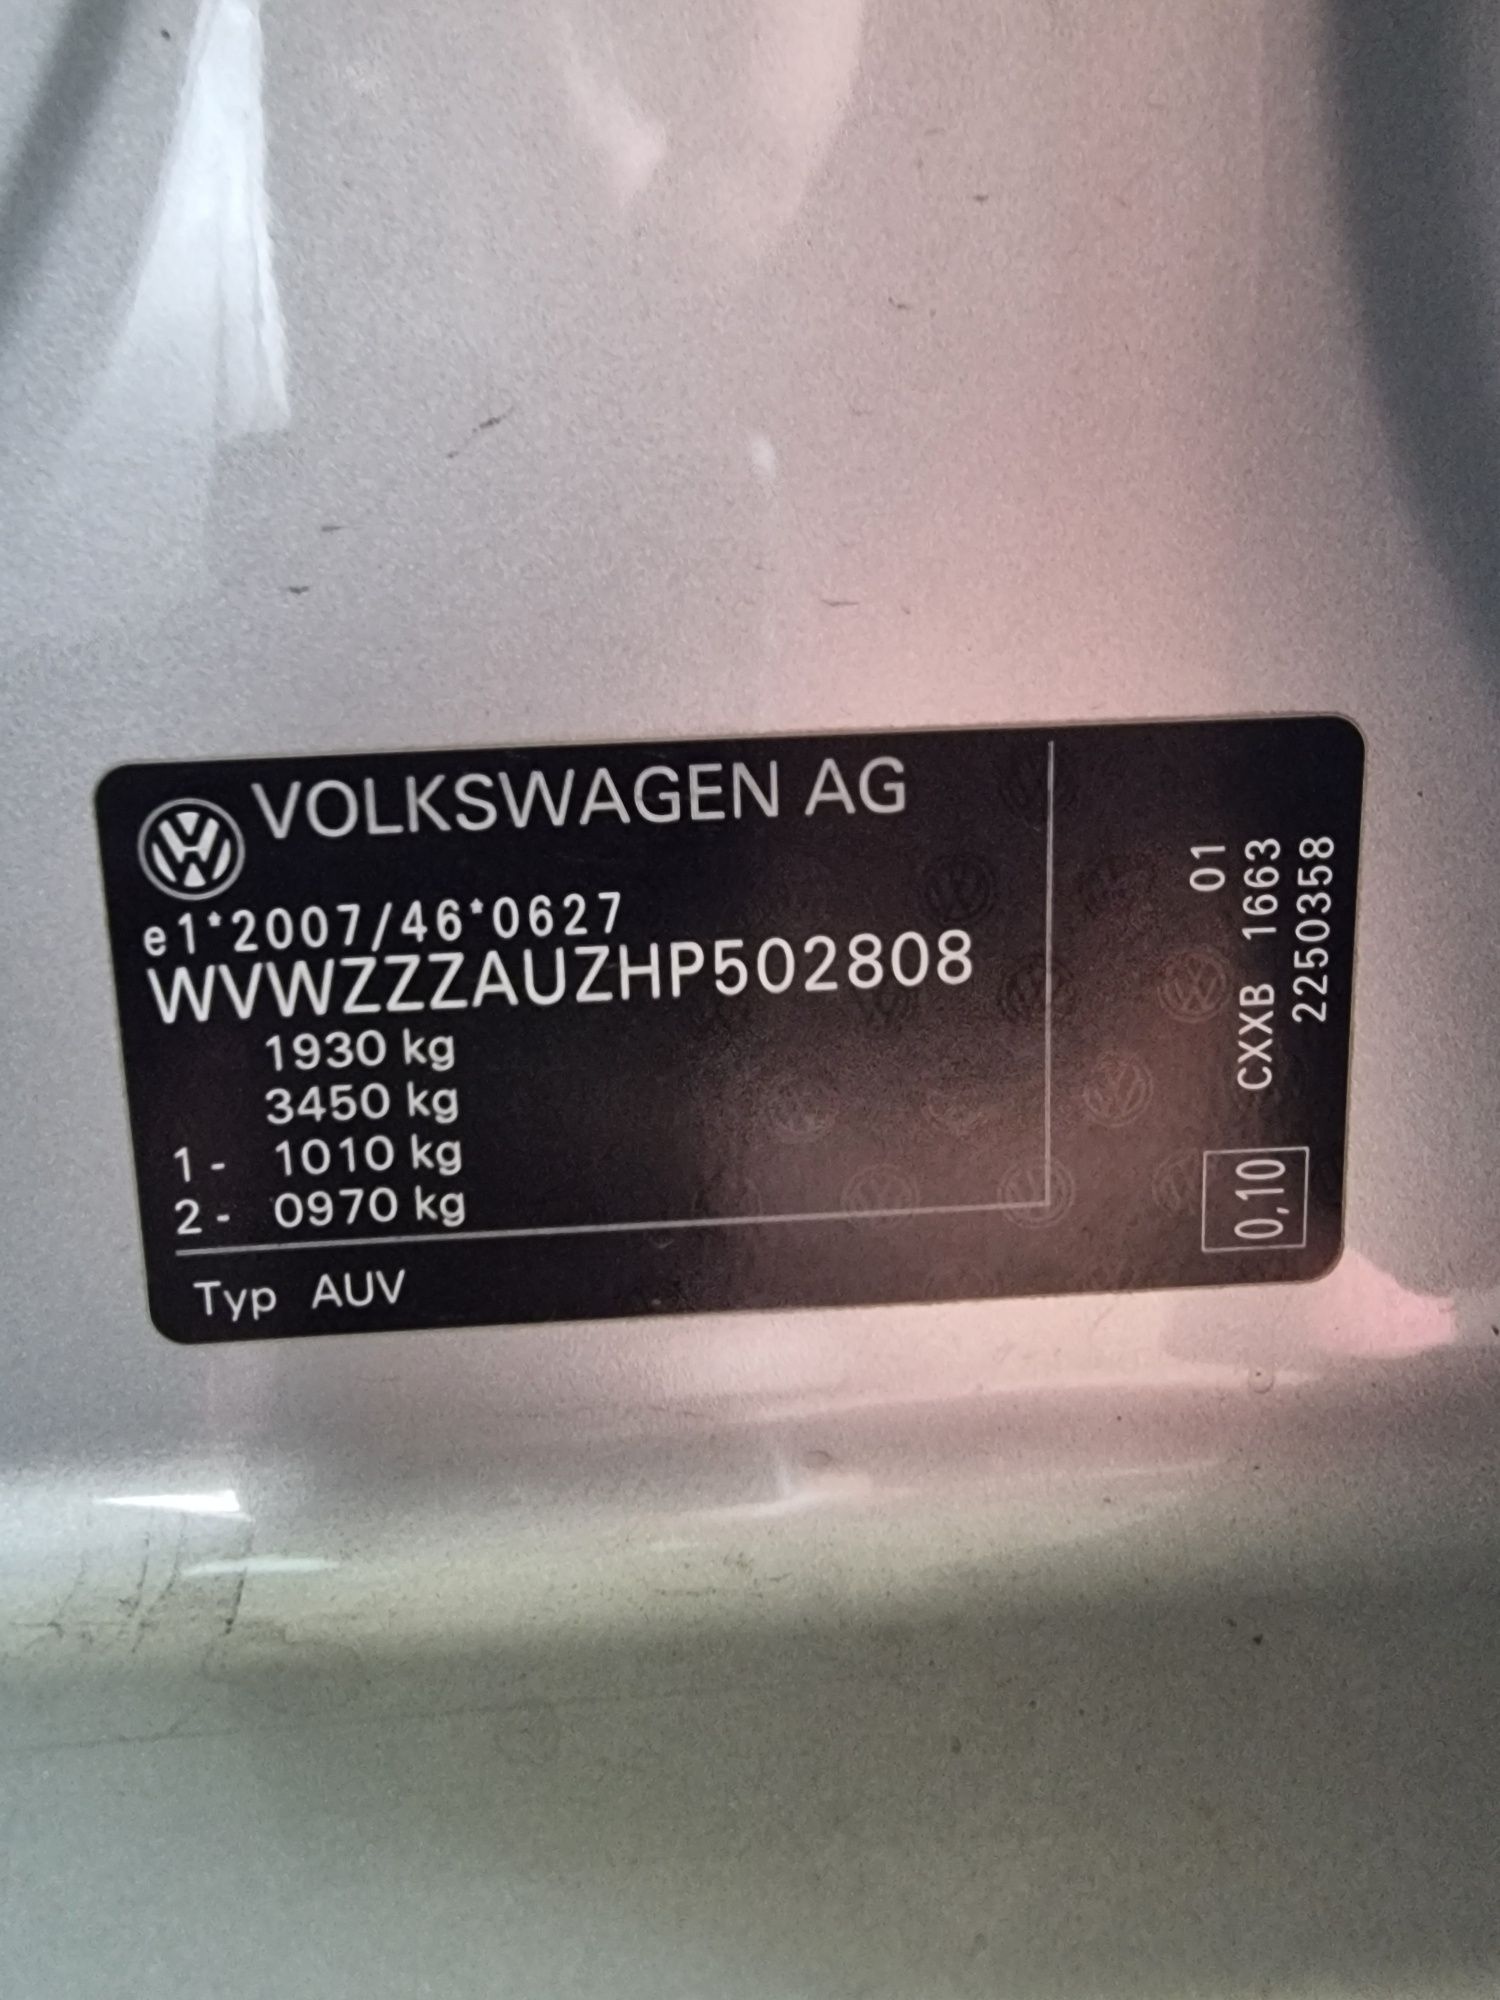 VOLKSWAGEN AG
e1*2007/46*0627
WVWZZZAUZHP502808
1930 kg
3450 kg
1 - 1010 kg
2 - 0970 kg
Typ AUV
01
CXXB 1663
2250358
0,10